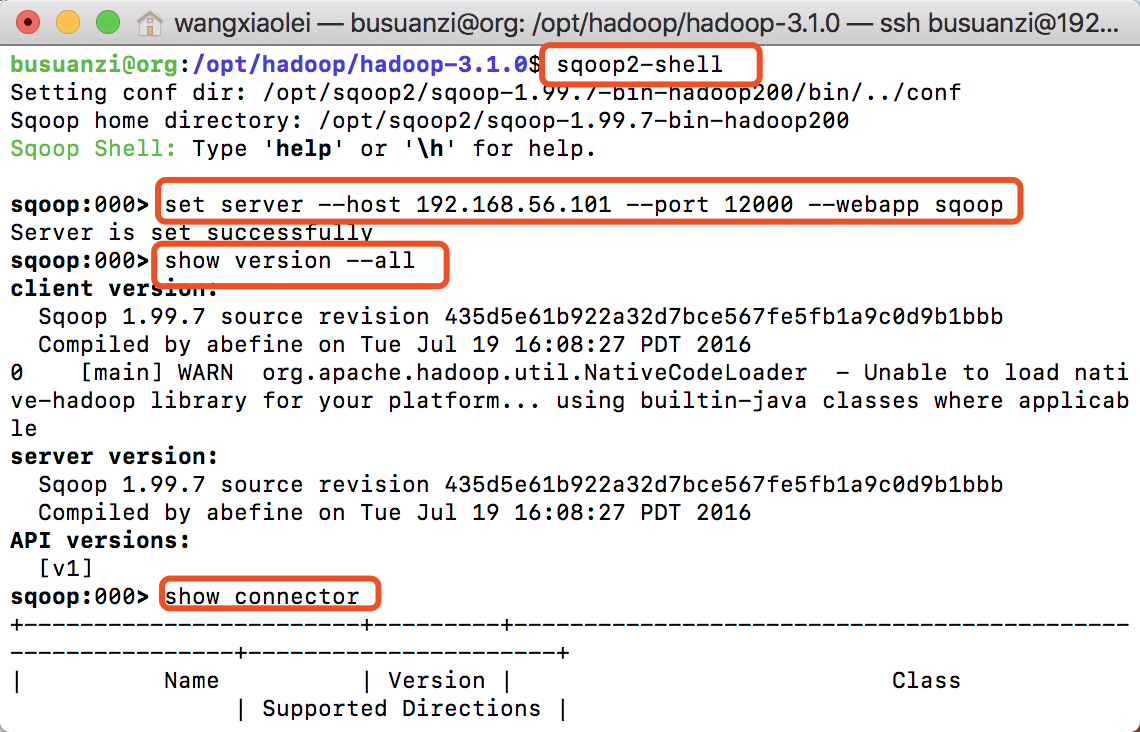 wangxiaolei — busuanzi@org: /opt/hadoop/hadoop-3.1.0 — ssh busuanzi@192...
busuanzi@org:/opt/hadoop/hadoop-3.1.0$ sqoop2-shell
Setting conf dir: /opt/sqoop2/sqoop-1.99.7-bin-hadoop200/bin/../conf
Sqoop home directory: /opt/sqoop2/sqoop-1.99.7-bin-hadoop200
Sqoop Shell: Type 'help' or '\h' for help.
sqoop:000> set server --host 192.168.56.101 --port 12000 --webapp sqoop
Server is set successfully
sqoop:000> show version --all
client version:
  Sqoop 1.99.7 source revision 435d5e61b922a32d7bce567fe5fb1a9c0d9b1bbb
  Compiled by abefine on Tue Jul 19 16:08:27 PDT 2016
0    [main] WARN  org.apache.hadoop.util.NativeCodeLoader  - Unable to load nati
ve-hadoop library for your platform... using builtin-java classes where applicab
le
server version:
  Sqoop 1.99.7 source revision 435d5e61b922a32d7bce567fe5fb1a9c0d9b1bbb
  Compiled by abefine on Tue Jul 19 16:08:27 PDT 2016
API versions:
  [v1]
sqoop:000> show connector
+------------------------+---------+--------------------------------------------
----------------+----------------------+
|          Name          | Version |                           Class
                | Supported Directions |